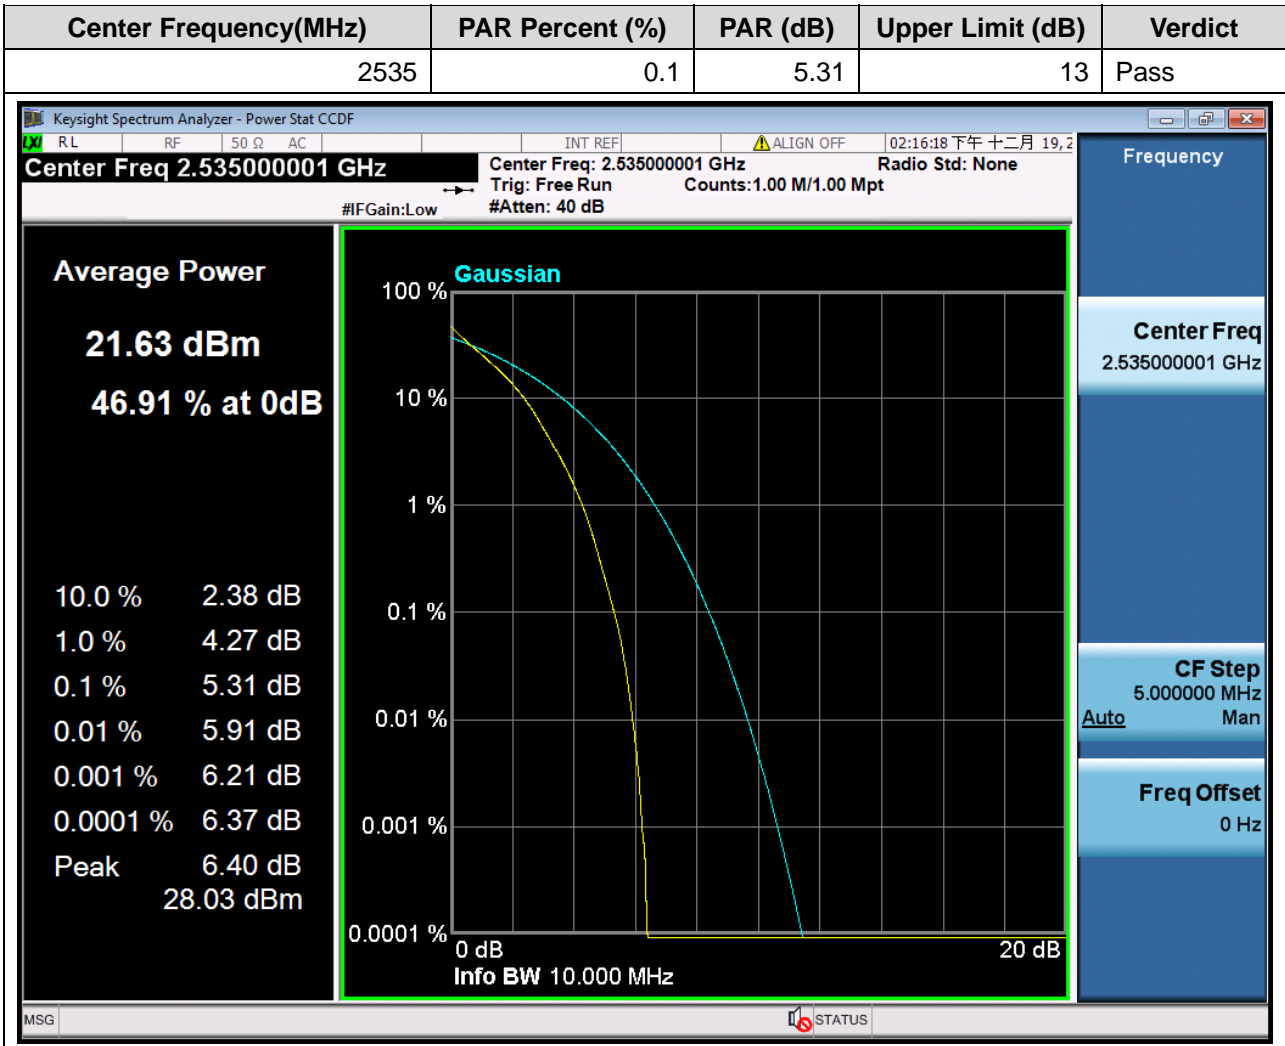 Center Frequency(MHz) PAR Percent (%) PAR (dB) Upper Limit (dB) Verdict
2535 0.1 5.31 13 Pass
Keysight Spectrum Analyzer - Power Stat CCDF
LXI RL RF 50 Ω AC INT REF ALIGN OFF 02:16:18 下午 十二月 19, 2
Center Freq 2.535000001 GHz
Center Freq: 2.535000001 GHz Radio Std: None
Trig: Free Run Counts:1.00 M/1.00 Mpt
#IFGain:Low #Atten: 40 dB
Average Power
21.63 dBm
46.91 % at 0dB
10.0 % 2.38 dB
1.0 % 4.27 dB
0.1 % 5.31 dB
0.01 % 5.91 dB
0.001 % 6.21 dB
0.0001 % 6.37 dB
Peak 6.40 dB
28.03 dBm
Gaussian
100 %
10 %
1 %
0.1 %
0.01 %
0.001 %
0.0001 %
0 dB 20 dB
Info BW 10.000 MHz
Frequency
Center Freq
2.535000001 GHz
CF Step
5.000000 MHz
Auto Man
Freq Offset
0 Hz
MSG STATUS